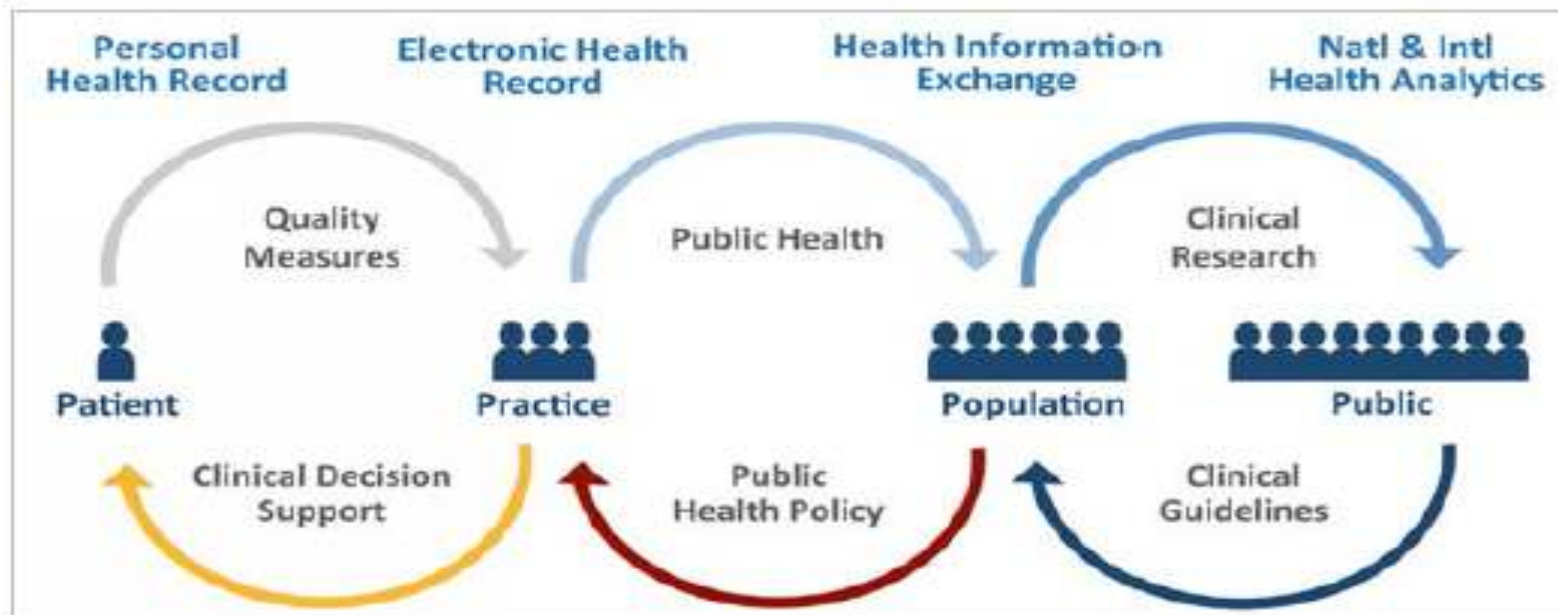 Personal
Health Record
Electronic Health
Record
Health Information
Exchange
Natl & Intl
Health Analytics
Quality
Measures
Public Health
Clinical
Research
Patient
Practice
Population
Public
Clinical Decision
Support
Public
Health Policy
Clinical
Guidelines